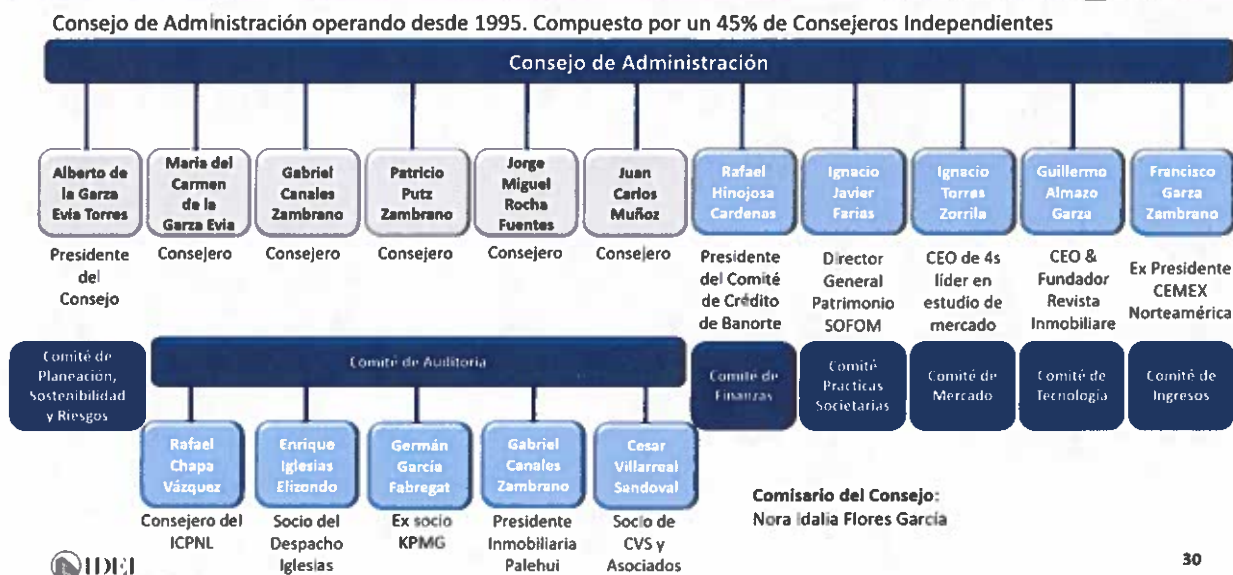 Consejo de Administración operando desde 1995. Compuesto por un 45% de Consejeros Independientes
Consejo de Administración
Alberto de
la Garza
Evia Torres
Presidente
del
Consejo
Maria del
Carmen
de la
Garza Evia
Consejero
Gabriel
Canales
Zambrano
Consejero
Patricio
Putz
Zambrano
Consejero
Jorge
Miguel
Rocha
Fuentes
Consejero
Juan
Carlos
Muñoz
Consejero
Rafael
Hinojosa
Cardenas
Presidente
del Comité
de Crédito
de Banorte
Ignacio
Javier
Farias
Director
General
Patrimonio
SOFOM
Ignacio
Torres
Zorrila
CEO de 4s
líder en
estudio de
mercado
Guillermo
Almazo
Garza
CEO &
Fundador
Revista
Inmobiliare
Francisco
Garza
Zambrano
Ex Presidente
CEMEX
Norteamérica
Comité de
Planeación,
Sostenibilidad
y Riesgos
Comité de Auditoria
Comité de
Finanzas
Comité
Practicas
Societarias
Comité de
Mercado
Comité de
Tecnología
Comité de
Ingresos
Rafael
Chapa
Vázquez
Consejero del
ICPNL
Enrique
Iglesias
Elizondo
Socio del
Despacho
Iglesias
Germán
García
Fabregat
Ex socio
KPMG
Gabriel
Canales
Zambrano
Presidente
Inmobiliaria
Palehui
Cesar
Villarreal
Sandoval
Socio de
CVS y
Asociados
Comisario del Consejo:
Nora Idalia Flores García
IDEI
30